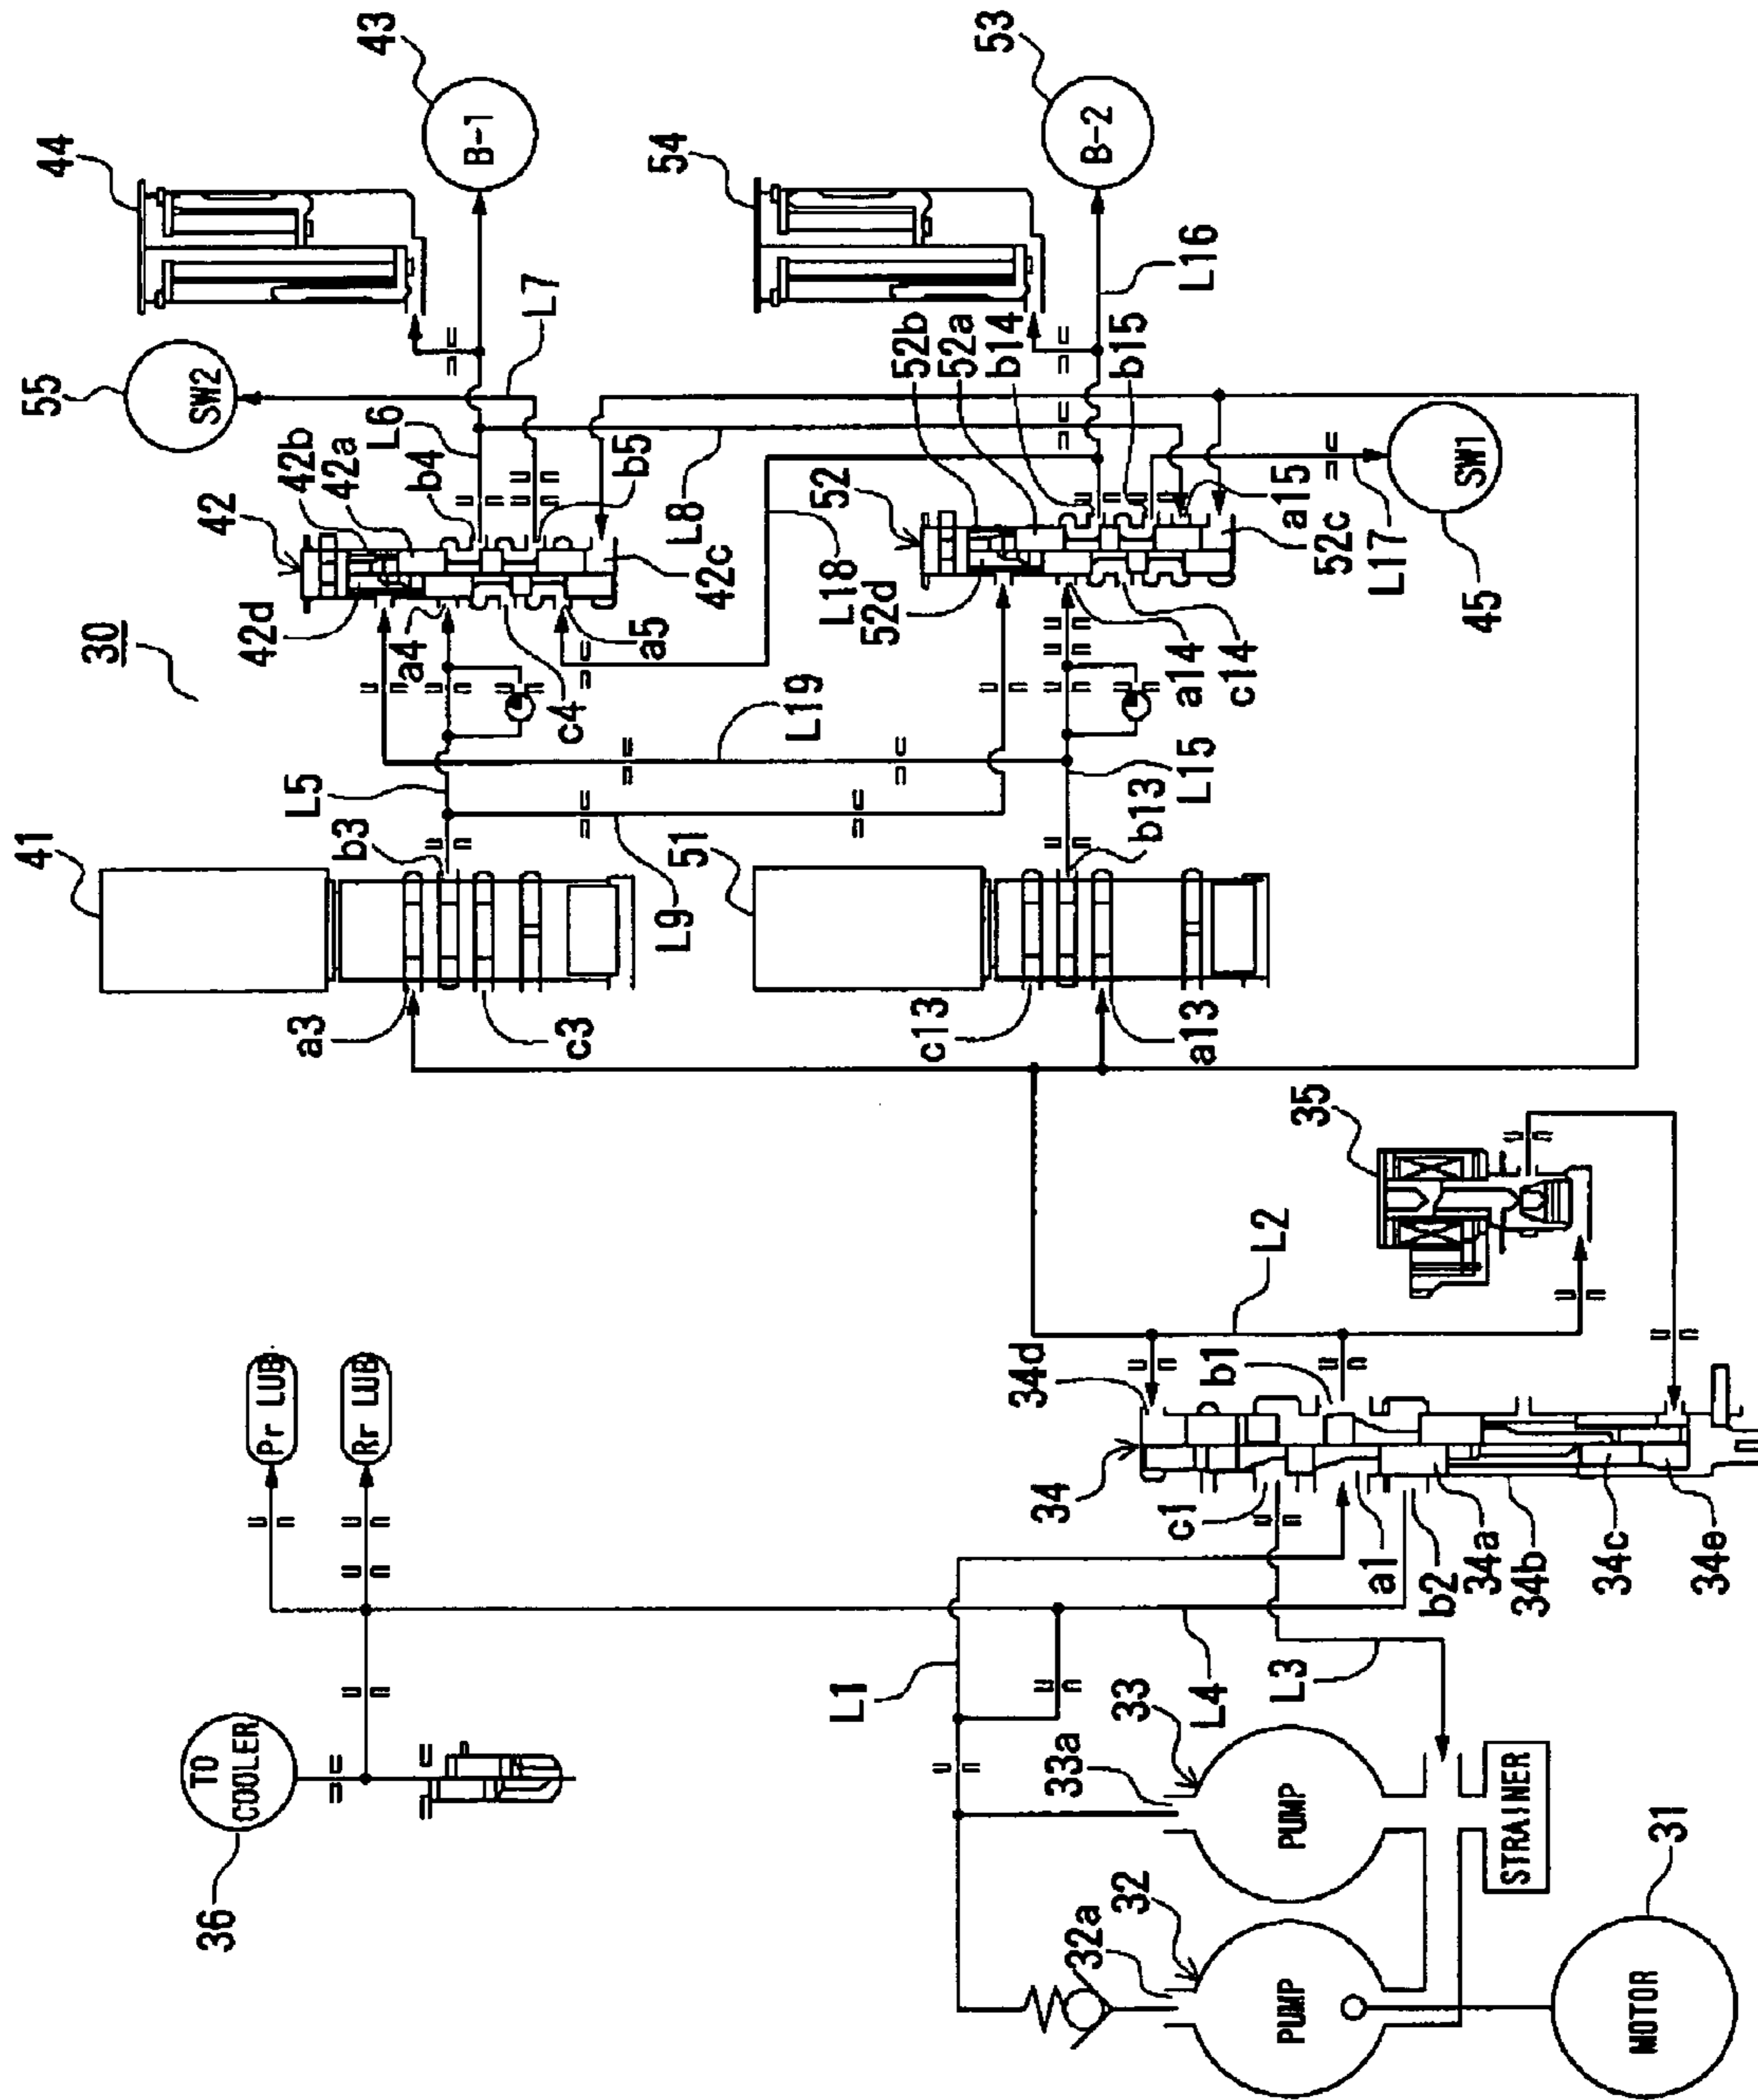 30
41
b3
L5
a3
c3
L9
42
42b
42a
42d
a4
c4
a5
b4
b5
42c
L6
L7
L8
55
SW2
44
43
B-1
L19
L18
51
c13
a13
b13
L15
52
52d
52b
52a
b14
b15
a14
c14
a15
52c
L17
45
SW1
54
53
B-2
L16
36
TO
COOLER
Pr LUB
Rr LUB
34
34d
b1
c1
a1
b2
34a
34b
34c
34e
L2
35
L1
L4
L3
33a
33
PUMP
32a
32
PUMP
STRAINER
31
MOTOR